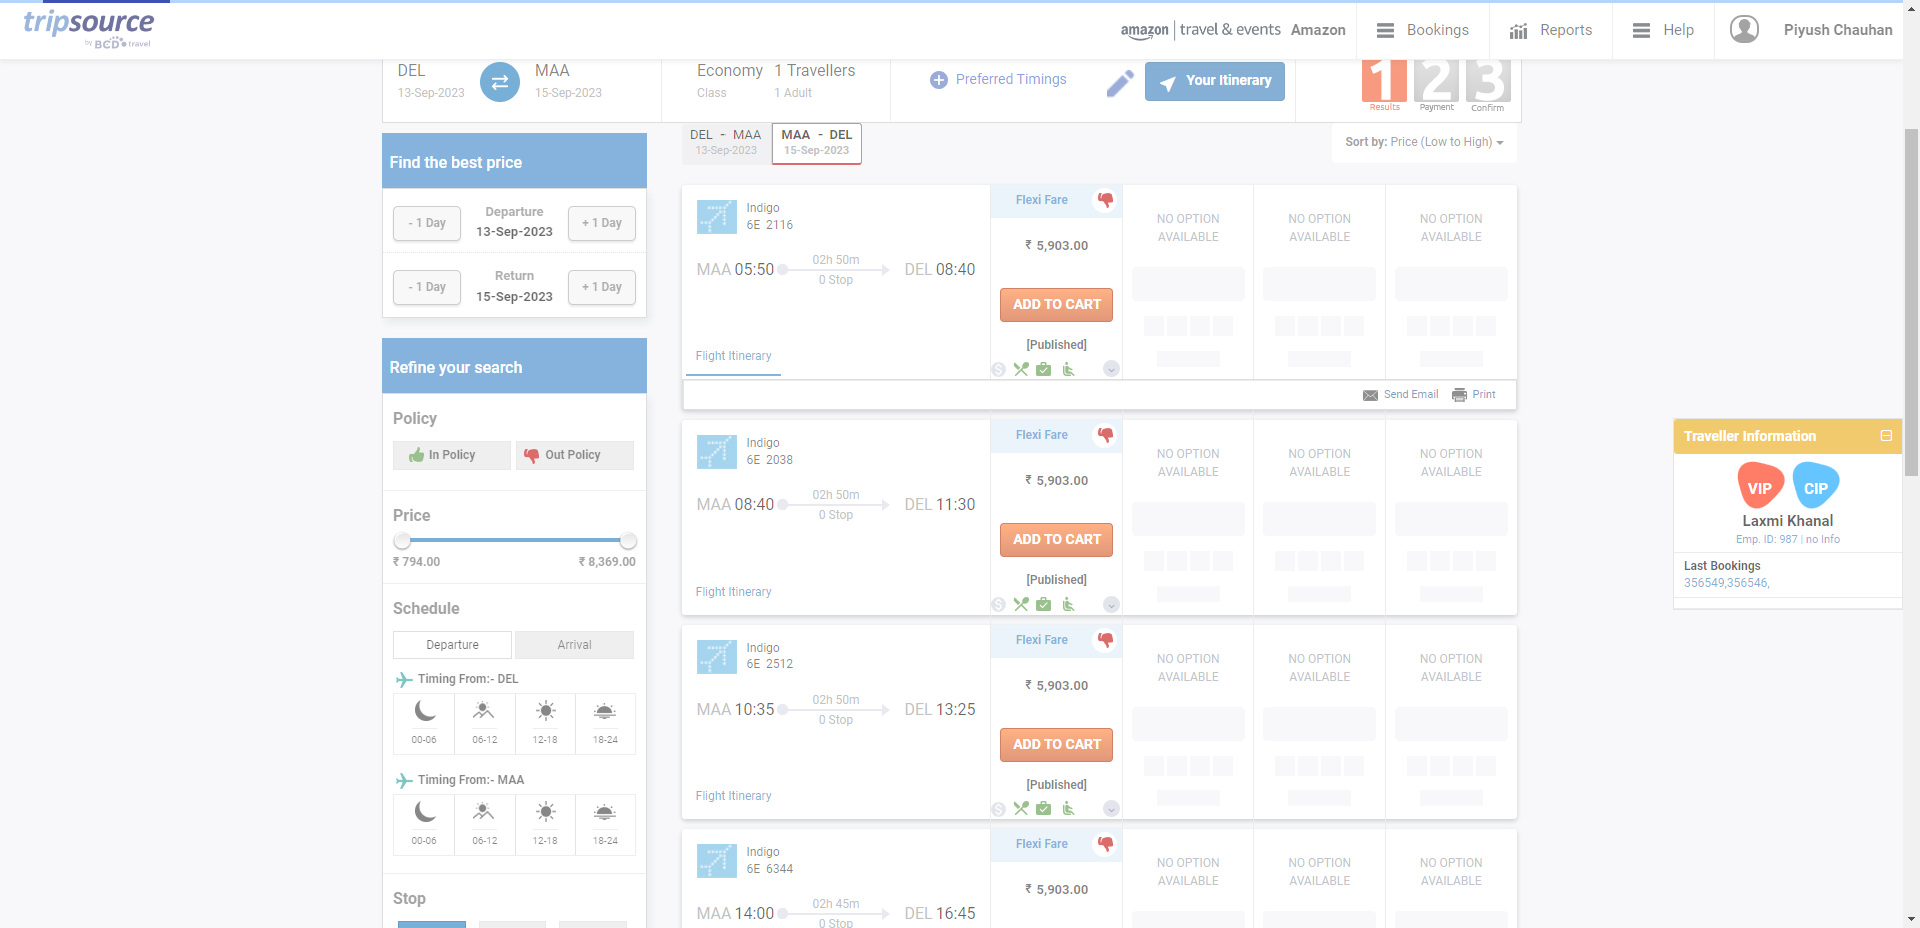 tripsource
by BCD travel
amazon travel & events Amazon
Bookings
Reports
Help
Piyush Chauhan
DEL
13-Sep-2023
MAA
15-Sep-2023
Economy
Class
1 Travellers
1 Adult
Preferred Timings
Your Itinerary
1
Results
2
Payment
3
Confirm
DEL - MAA
13-Sep-2023
MAA - DEL
15-Sep-2023
Sort by: Price (Low to High)
Find the best price
- 1 Day
Departure
13-Sep-2023
+ 1 Day
- 1 Day
Return
15-Sep-2023
+ 1 Day
Refine your search
Policy
In Policy
Out Policy
Price
₹ 794.00
₹ 8,369.00
Schedule
Departure
Arrival
Timing From:- DEL
00-06
06-12
12-18
18-24
Timing From:- MAA
00-06
06-12
12-18
18-24
Stop
Indigo
6E 2116
MAA 05:50
02h 50m
0 Stop
DEL 08:40
Flight Itinerary
Flexi Fare
₹ 5,903.00
ADD TO CART
[Published]
NO OPTION
AVAILABLE
NO OPTION
AVAILABLE
NO OPTION
AVAILABLE
Send Email
Print
Indigo
6E 2038
MAA 08:40
02h 50m
0 Stop
DEL 11:30
Flight Itinerary
Flexi Fare
₹ 5,903.00
ADD TO CART
[Published]
NO OPTION
AVAILABLE
NO OPTION
AVAILABLE
NO OPTION
AVAILABLE
Indigo
6E 2512
MAA 10:35
02h 50m
0 Stop
DEL 13:25
Flight Itinerary
Flexi Fare
₹ 5,903.00
ADD TO CART
[Published]
NO OPTION
AVAILABLE
NO OPTION
AVAILABLE
NO OPTION
AVAILABLE
Indigo
6E 6344
MAA 14:00
02h 45m
0 Stop
DEL 16:45
Flexi Fare
₹ 5,903.00
NO OPTION
AVAILABLE
NO OPTION
AVAILABLE
NO OPTION
AVAILABLE
Traveller Information
VIP
CIP
Laxmi Khanal
Emp. ID: 987 | no Info
Last Bookings
356549,356546,